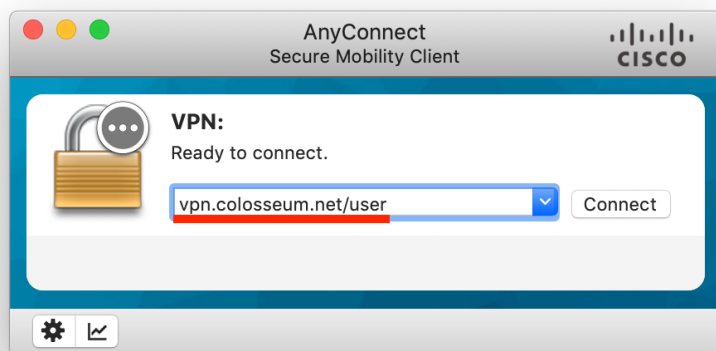 AnyConnect
Secure Mobility Client
CISCO
VPN:
Ready to connect.
vpn.colosseum.net/user
Connect